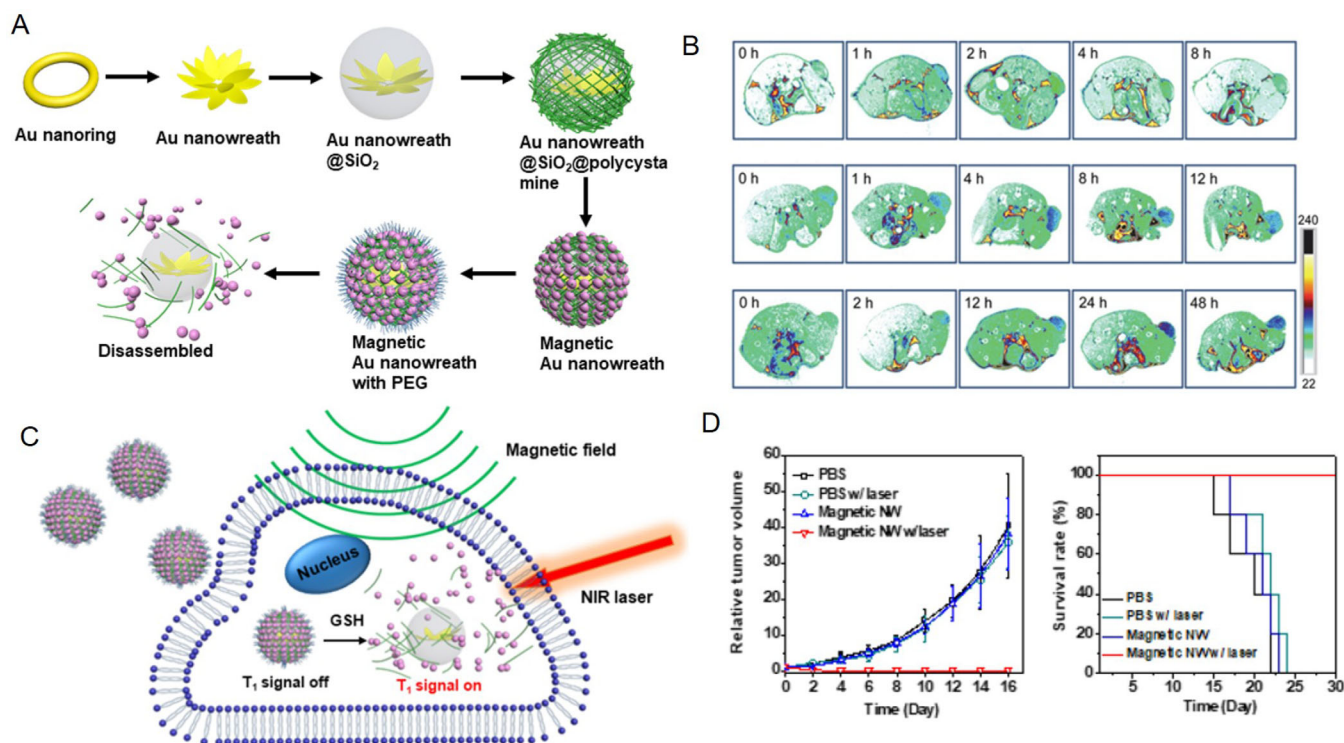 A
Au nanoring
Au nanowreath
Au nanowreath
@SiO2
Au nanowreath
@SiO2@polycysta
mine
Disassembled
Magnetic
Au nanowreath
with PEG
Magnetic
Au nanowreath
B
0 h
1 h
2 h
4 h
8 h
0 h
1 h
4 h
8 h
12 h
0 h
2 h
12 h
24 h
48 h
240
22
C
Magnetic field
Nucleus
NIR laser
GSH
T1 signal off
T1 signal on
D
Relative tumor volume
60
50
40
30
20
10
0
PBS
PBS w/ laser
Magnetic NW
Magnetic NW w/laser
0 2 4 6 8 10 12 14 16
Time (Day)
Survival rate (%)
100
80
60
40
20
0
PBS
PBS w/ laser
Magnetic NW
Magnetic NWw/ laser
5 10 15 20 25 30
Time (Day)